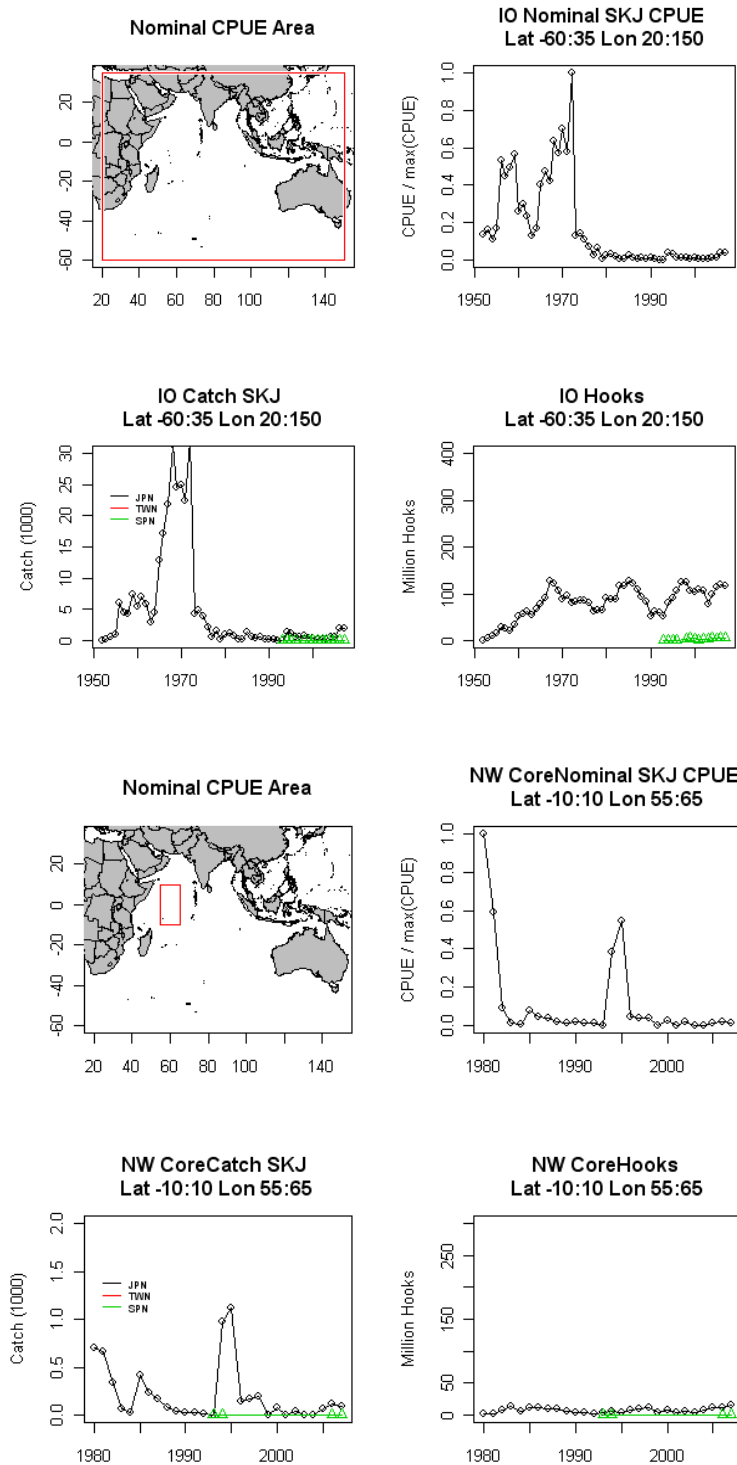 Nominal CPUE Area
20
0
-20
-40
-60
20 40 60 80 100 140
IO Nominal SKJ CPUE
Lat -60:35 Lon 20:150
CPUE / max(CPUE)
1.0
0.8
0.6
0.4
0.2
0.0
1950 1970 1990
IO Catch SKJ
Lat -60:35 Lon 20:150
Catch (1000)
30
25
20
15
10
5
0
JPN
TWN
SPN
1950 1970 1990
IO Hooks
Lat -60:35 Lon 20:150
Million Hooks
400
300
200
100
0
1950 1970 1990
Nominal CPUE Area
20
0
-20
-40
-60
20 40 60 80 100 140
NW CoreNominal SKJ CPUE
Lat -10:10 Lon 55:65
CPUE / max(CPUE)
1.0
0.8
0.6
0.4
0.2
0.0
1980 1990 2000
NW CoreCatch SKJ
Lat -10:10 Lon 55:65
Catch (1000)
2.0
1.5
1.0
0.5
0.0
JPN
TWN
SPN
1980 1990 2000
NW CoreHooks
Lat -10:10 Lon 55:65
Million Hooks
250
150
50
0
1980 1990 2000